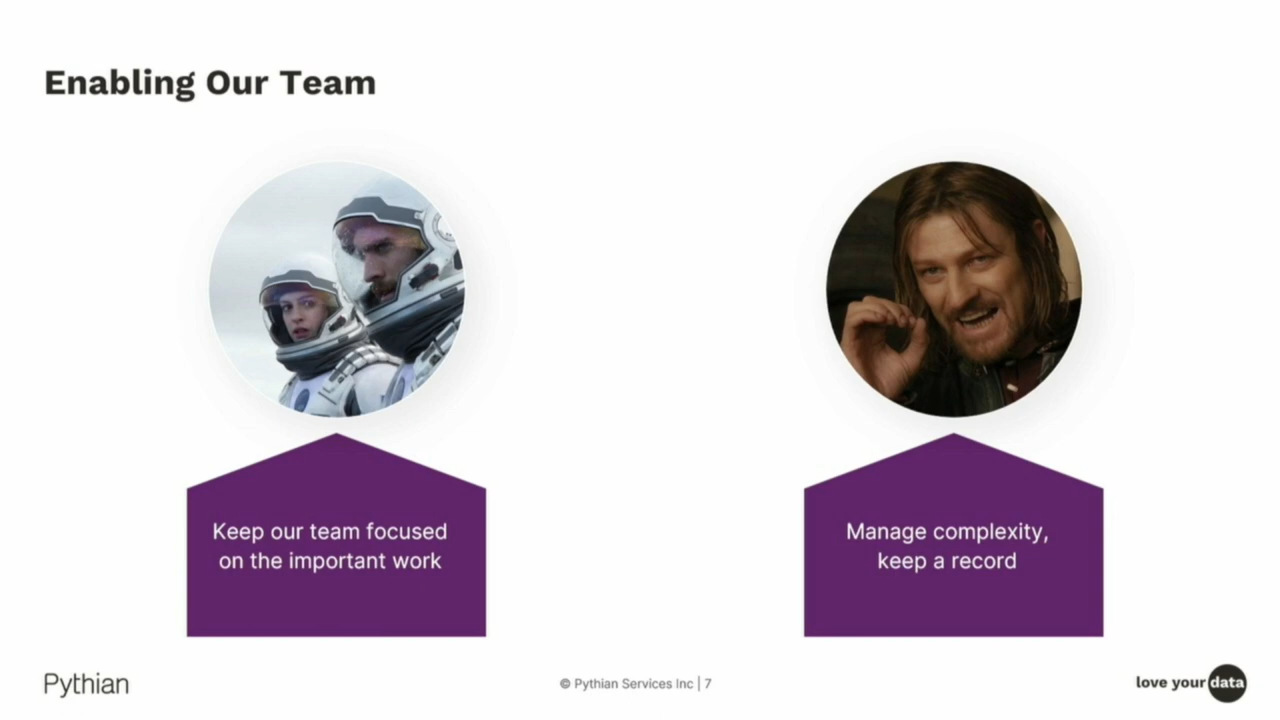 Enabling Our Team
Keep our team focused
on the important work
Manage complexity,
keep a record
Pythian
© Pythian Services Inc | 7
love your data